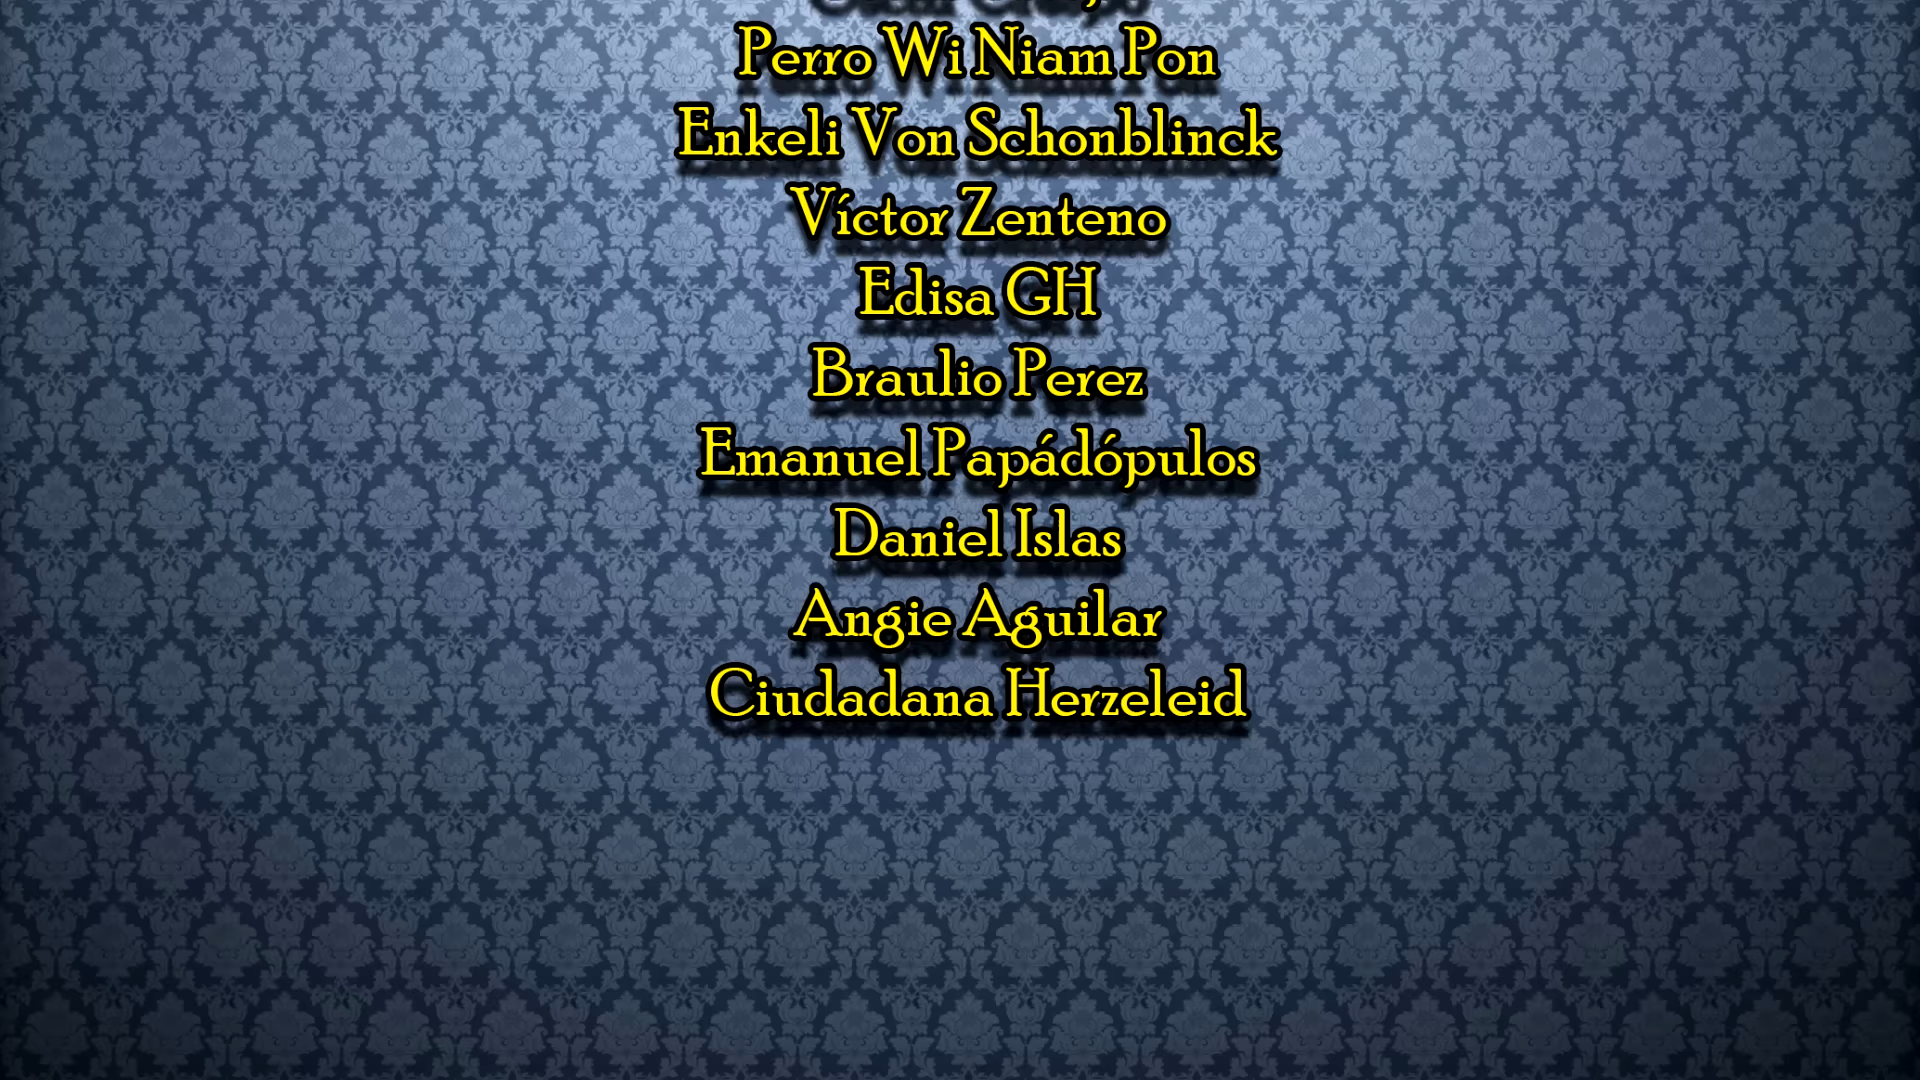 Perro Wi Niam Pon
Enkeli Von Schonblinck
Víctor Zenteno
Edisa GH
Braulio Perez
Emanuel Papádópulos
Daniel Islas
Angie Aguilar
Ciudadana Herzeleid